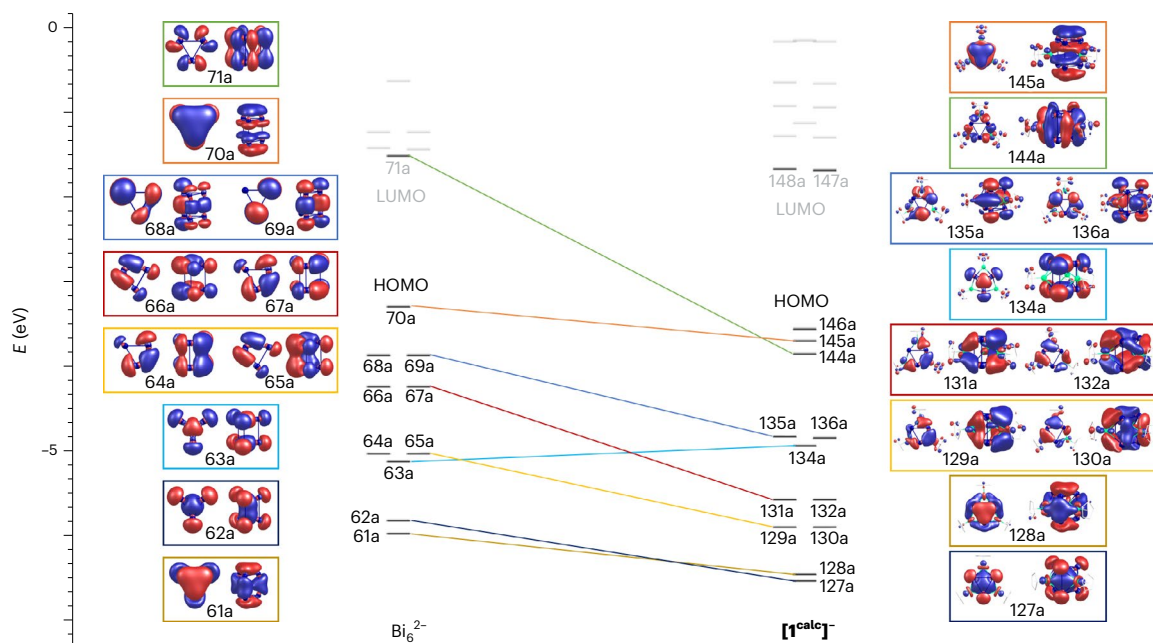 0
−5
E (eV)
71a
70a
68a 69a
66a 67a
64a 65a
63a
62a
61a
71a
LUMO
HOMO
70a
68a 69a
66a 67a
64a 65a
63a
62a
61a
Bi₆²⁻
148a 147a
LUMO
HOMO
146a
145a
144a
135a 136a
134a
131a 132a
129a 130a
128a
127a
[1ᶜᵃˡᶜ]⁻
145a
144a
135a 136a
134a
131a 132a
129a 130a
128a
127a